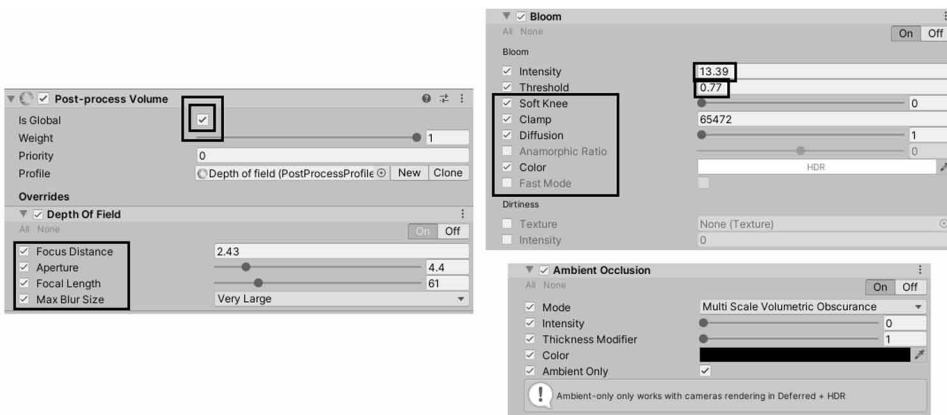 Post-process Volume
Is Global
Weight 1
Priority 0
Profile Depth of field (PostProcessProfile New Clone
Overrides
Depth Of Field
All None On Off
Focus Distance 2.43
Aperture 4.4
Focal Length 61
Max Blur Size Very Large
Bloom
All None On Off
Bloom
Intensity 13.39
Threshold 0.77
Soft Knee 0
Clamp 65472
Diffusion 1
Anamorphic Ratio 0
Color HDR
Fast Mode
Dirtiness
Texture None (Texture)
Intensity 0
Ambient Occlusion
All None On Off
Mode Multi Scale Volumetric Obscurance
Intensity 0
Thickness Modifier 1
Color
Ambient Only
! Ambient-only only works with cameras rendering in Deferred + HDR